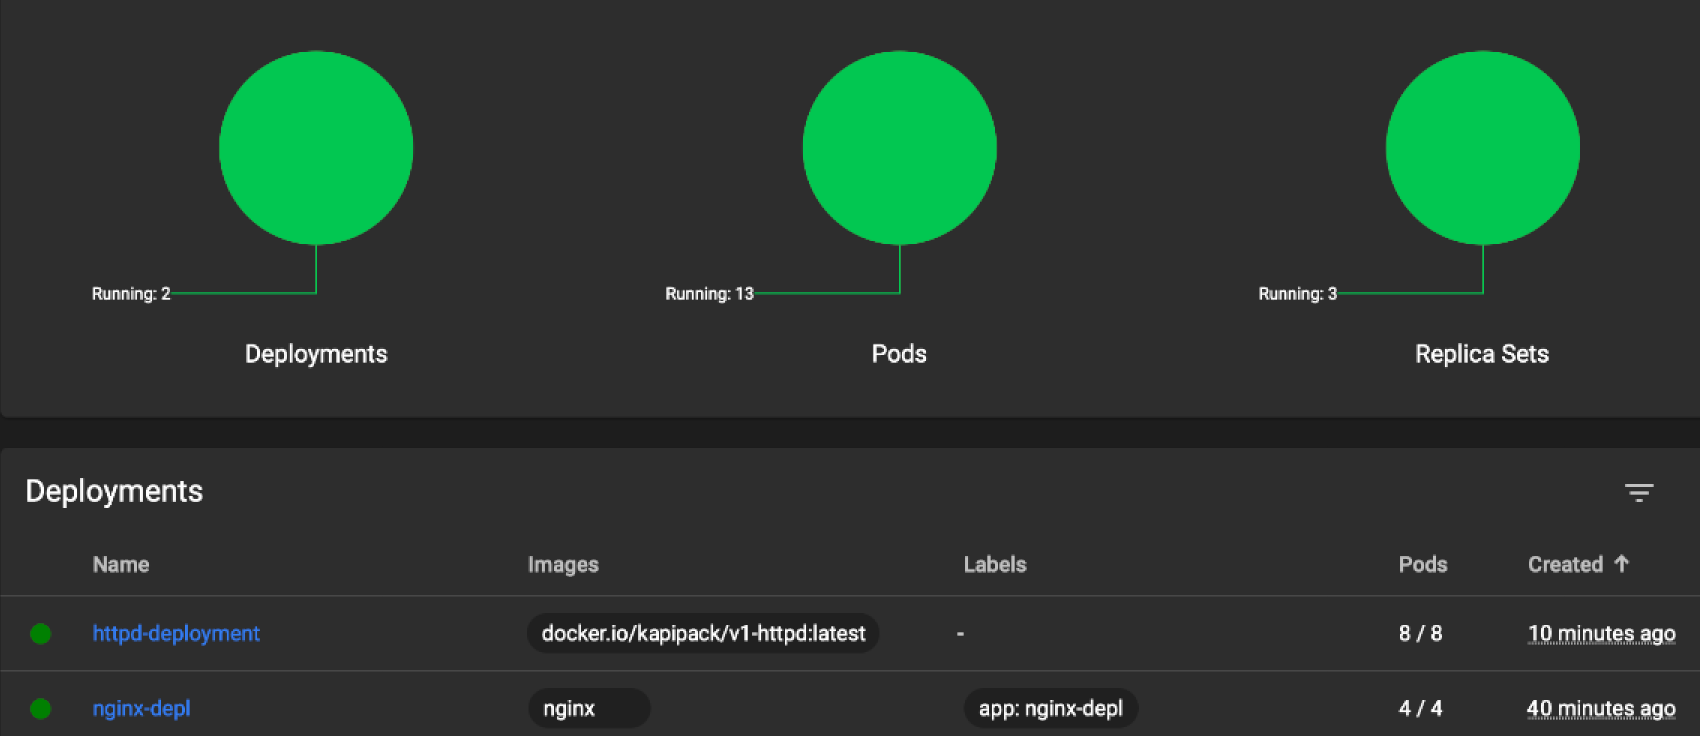 Running: 2
Running: 13
Running: 3
Deployments
Pods
Replica Sets
Deployments
Name Images Labels Pods Created ↑
httpd-deployment docker.io/kapipack/v1-httpd:latest - 8 / 8 10 minutes ago
nginx-depl nginx app: nginx-depl 4 / 4 40 minutes ago